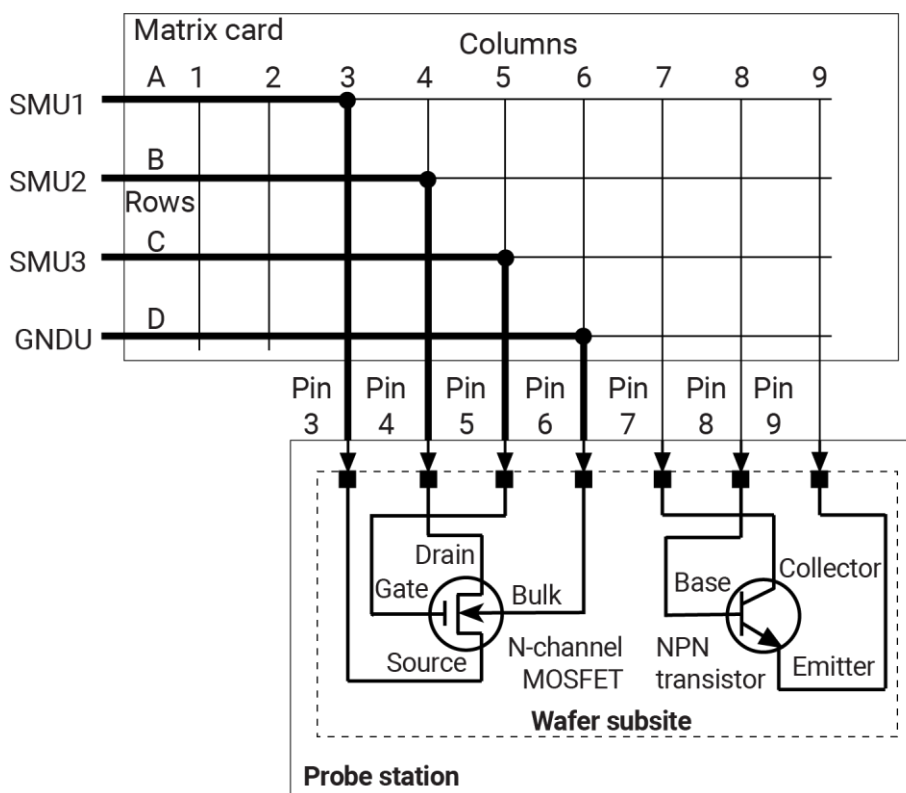 Matrix card
Columns
A 1 2 3 4 5 6 7 8 9
SMU1
B
SMU2
Rows
C
SMU3
D
GNDU
Pin Pin Pin Pin Pin Pin Pin
3 4 5 6 7 8 9
Drain
Gate
Bulk
Source
N-channel
MOSFET
Base
Collector
NPN
transistor
Emitter
Wafer subsite
Probe station